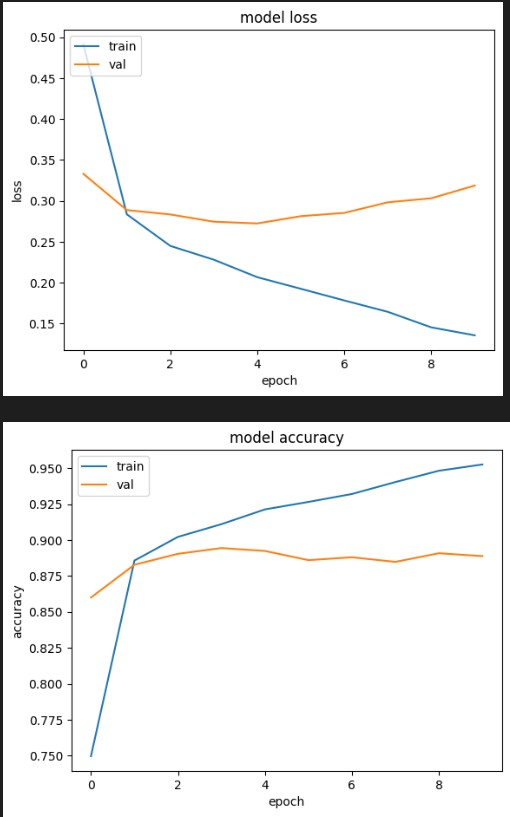 model loss
train
val
0.50
0.45
0.40
0.35
0.30
0.25
0.20
0.15
loss
0 2 4 6 8
epoch
model accuracy
train
val
0.950
0.925
0.900
0.875
0.850
0.825
0.800
0.775
0.750
accuracy
0 2 4 6 8
epoch